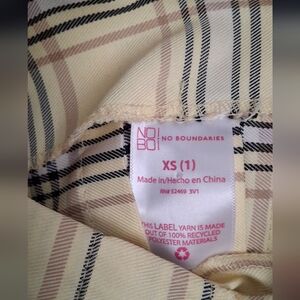 NO
BO
NO BOUNDARIES
XS (1)
Made in/Hecho en China
RN# 52469 3V1
THIS LABEL YARN IS MADE
OUT OF 100% RECYCLED
POLYESTER MATERIALS